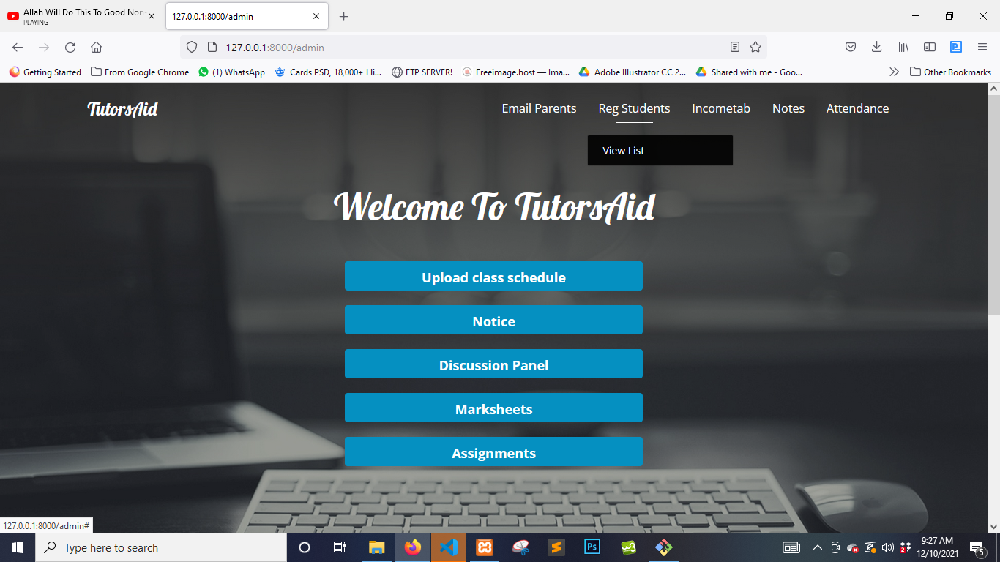 Allah Will Do This To Good Non-
PLAYING
127.0.0.1:8000/admin
127.0.0.1:8000/admin
Getting Started
From Google Chrome
(1) WhatsApp
Cards PSD, 18,000+ Hi...
FTP SERVER!
Freeimage.host — Ima...
Adobe Illustrator CC 2...
Shared with me - Goo...
Other Bookmarks
TutorsAid
Email Parents
Reg Students
Incometab
Notes
Attendance
View List
Welcome To TutorsAid
Upload class schedule
Notice
Discussion Panel
Marksheets
Assignments
127.0.0.1:8000/admin#
Type here to search
Ps
2
9:27 AM
12/10/2021
5